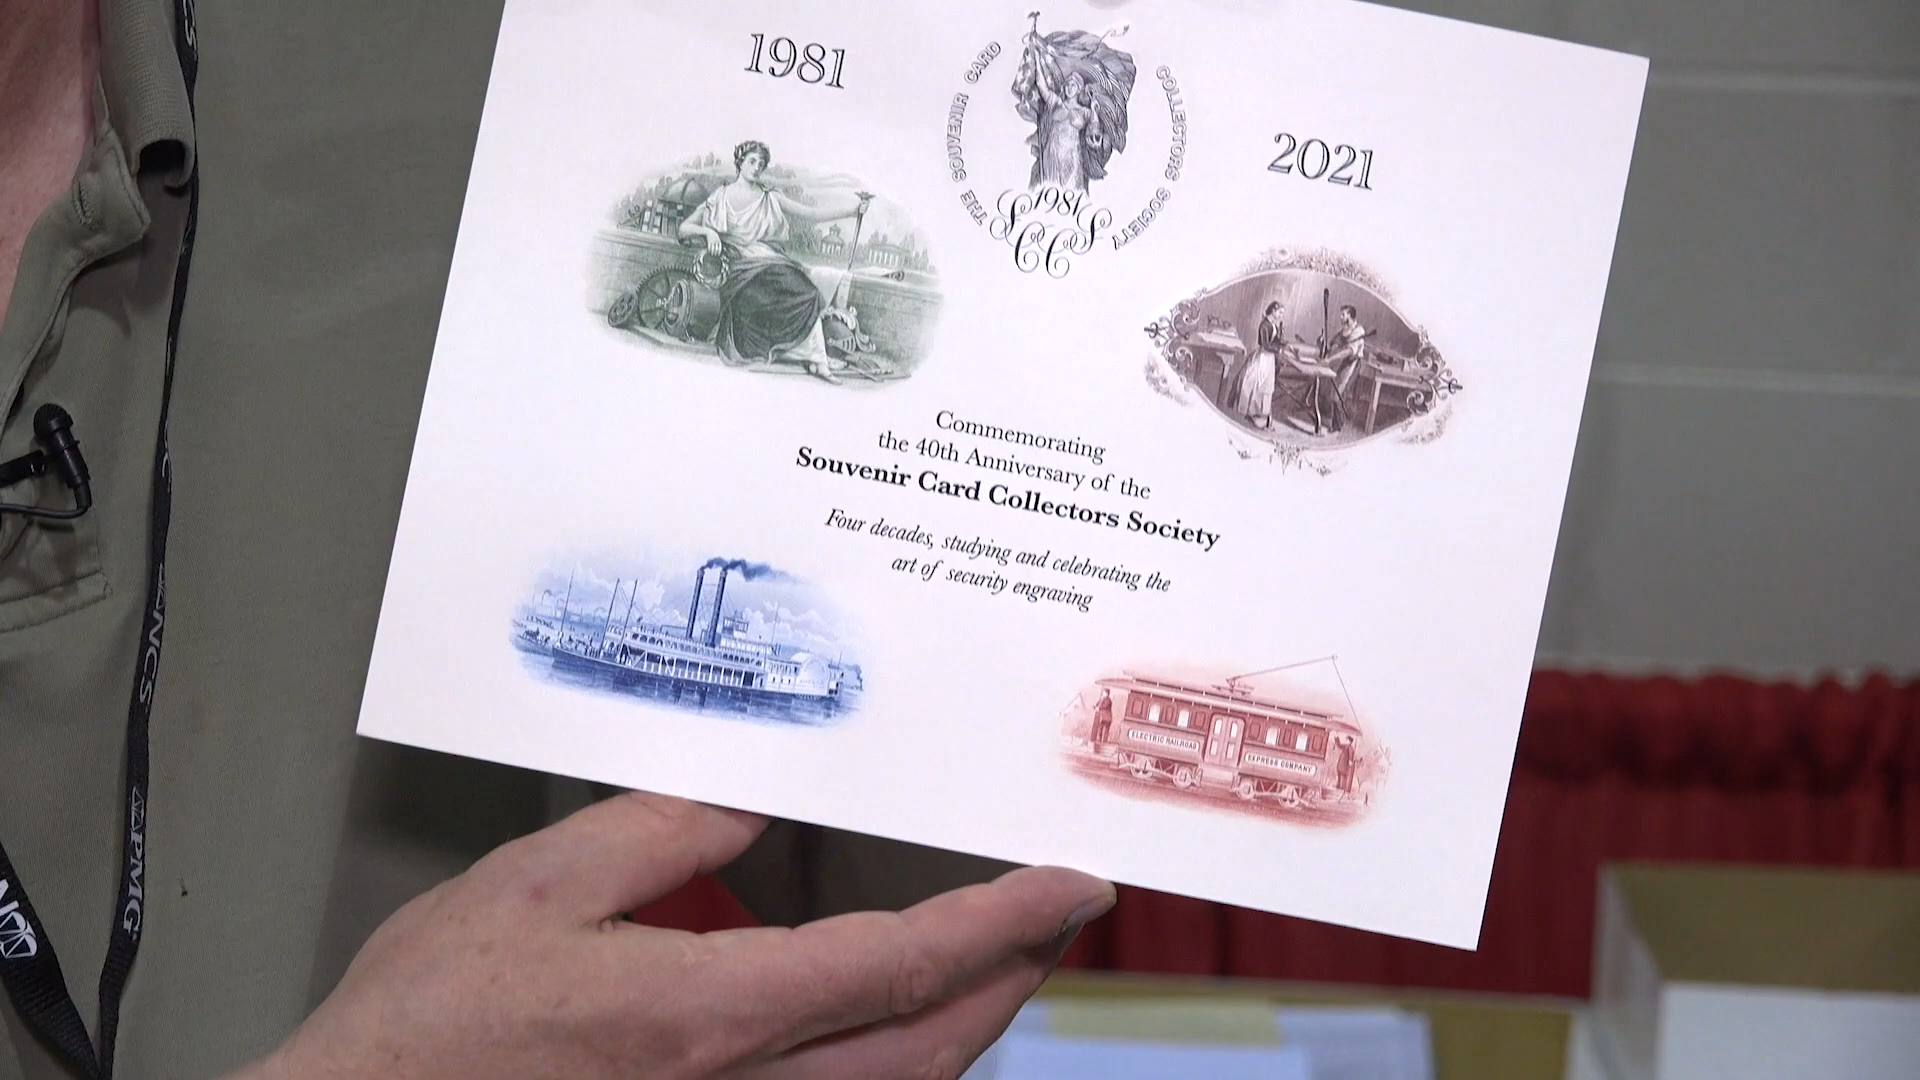 1981
THE SOUVENIR CARD COLLECTORS SOCIETY
1981
SCCS
2021
Commemorating
the 40th Anniversary of the
Souvenir Card Collectors Society
Four decades, studying and celebrating the
art of security engraving
ELECTRIC RAILROAD
EXPRESS COMPANY
ANCS
PMG